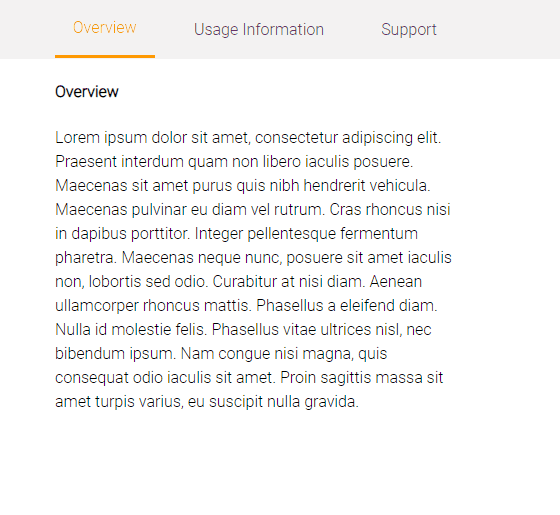 Overview Usage Information Support
Overview
Lorem ipsum dolor sit amet, consectetur adipiscing elit.
Praesent interdum quam non libero iaculis posuere.
Maecenas sit amet purus quis nibh hendrerit vehicula.
Maecenas pulvinar eu diam vel rutrum. Cras rhoncus nisi
in dapibus porttitor. Integer pellentesque fermentum
pharetra. Maecenas neque nunc, posuere sit amet iaculis
non, lobortis sed odio. Curabitur at nisi diam. Aenean
ullamcorper rhoncus mattis. Phasellus a eleifend diam.
Nulla id molestie felis. Phasellus vitae ultrices nisl, nec
bibendum ipsum. Nam congue nisi magna, quis
consequat odio iaculis sit amet. Proin sagittis massa sit
amet turpis varius, eu suscipit nulla gravida.